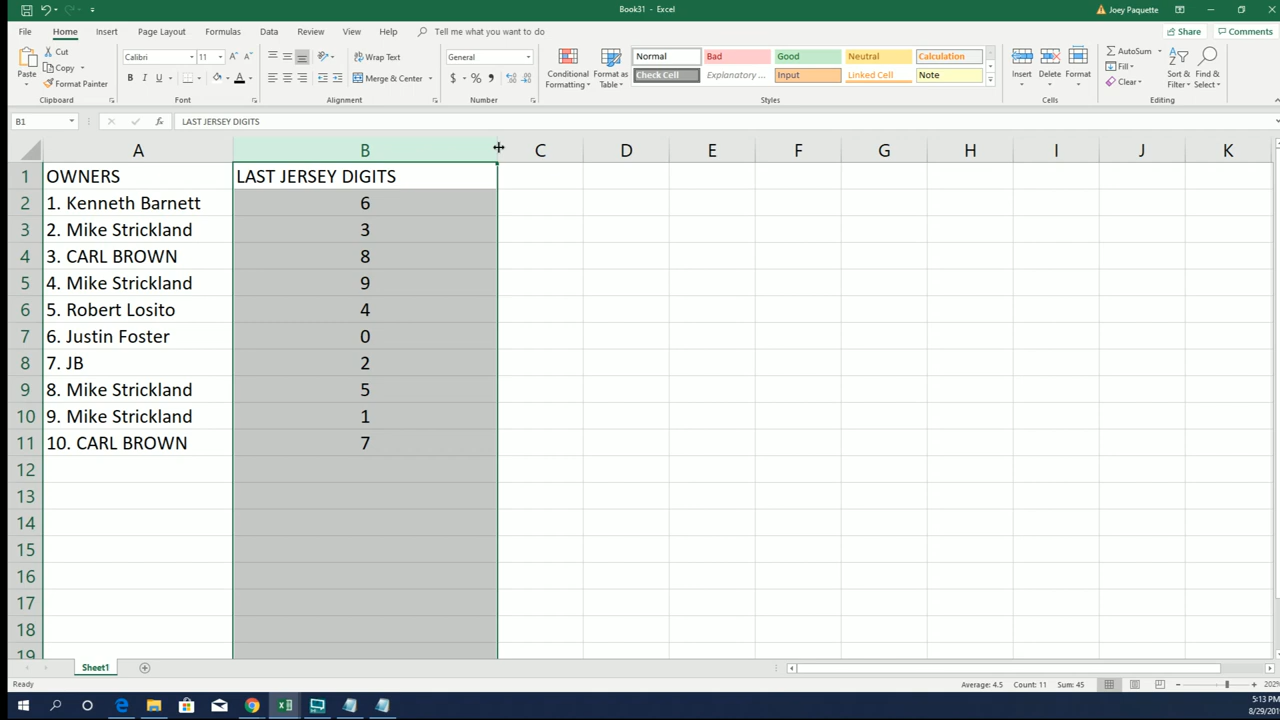 Book31 - Excel
Joey Paquette
File Home Insert Page Layout Formulas Data Review View Help Tell me what you want to do Share Comments
Paste
Cut
Copy
Format Painter
Clipboard
Calibri 11
B I U A
Font
Wrap Text
Merge & Center
Alignment
General
$ % ,
Number
Conditional Formatting
Format as Table
Normal Bad Good Neutral Calculation
Check Cell Explanatory ... Input Linked Cell Note
Styles
Insert Delete Format
Cells
AutoSum
Fill
Clear
Sort & Filter
Find & Select
Editing
B1 fx LAST JERSEY DIGITS
A B C D E F G H I J K
1 OWNERS LAST JERSEY DIGITS
2 1. Kenneth Barnett 6
3 2. Mike Strickland 3
4 3. CARL BROWN 8
5 4. Mike Strickland 9
6 5. Robert Losito 4
7 6. Justin Foster 0
8 7. JB 2
9 8. Mike Strickland 5
10 9. Mike Strickland 1
11 10. CARL BROWN 7
12
13
14
15
16
17
18
19
Sheet1
Ready Average: 4.5 Count: 11 Sum: 45
5:13 PM